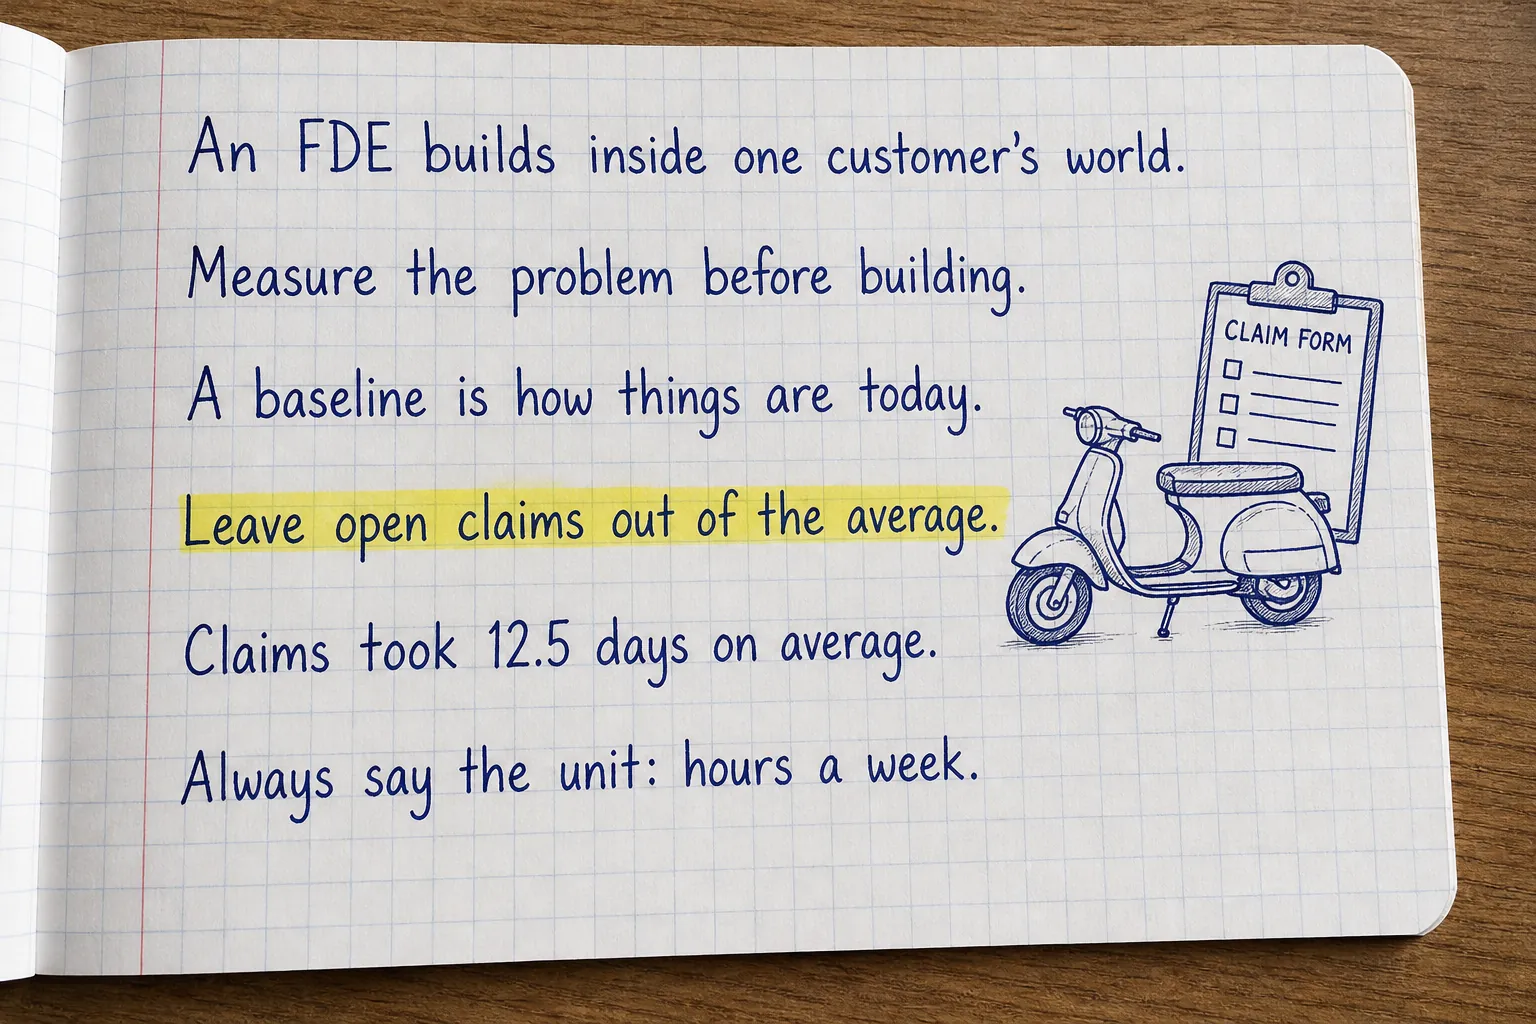 An FDE builds inside one customer's world.
Measure the problem before building.
A baseline is how things are today.
Leave open claims out of the average.
Claims took 12.5 days on average.
Always say the unit: hours a week.
CLAIM FORM